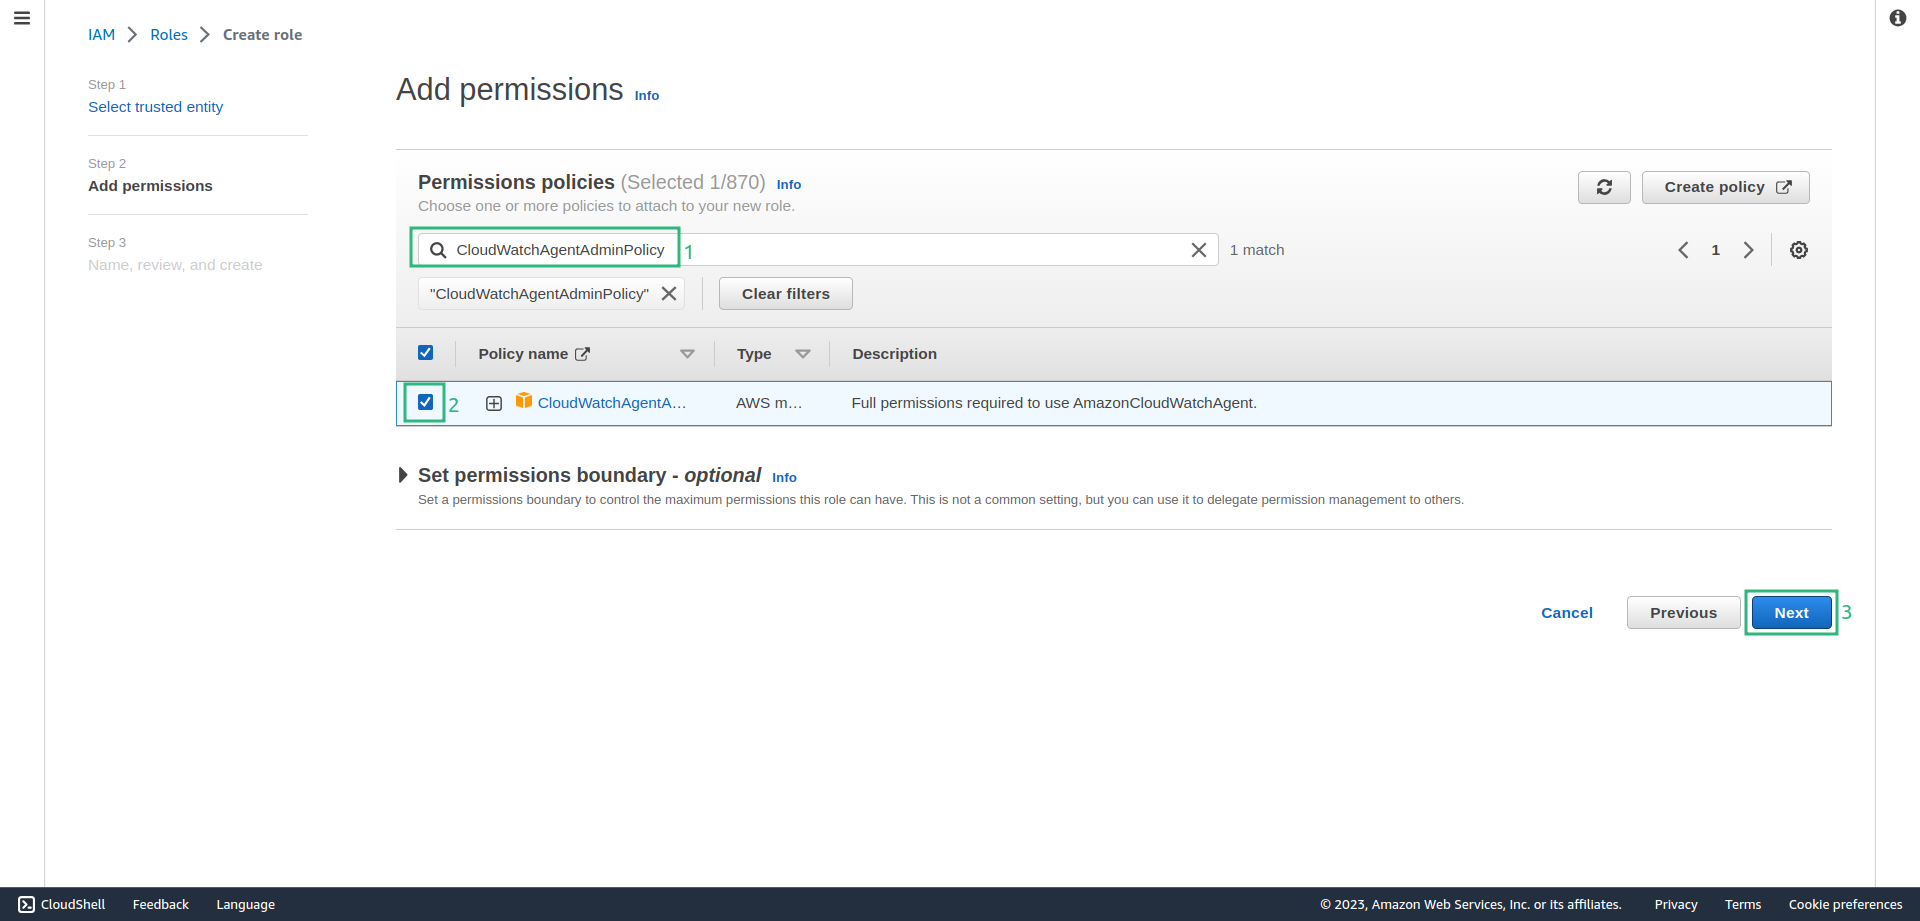 IAM > Roles > Create role
Step 1
Select trusted entity
Step 2
Add permissions
Step 3
Name, review, and create
Add permissions Info
Permissions policies (Selected 1/870) Info
Choose one or more policies to attach to your new role.
Create policy
CloudWatchAgentAdminPolicy 1
1 match
1
"CloudWatchAgentAdminPolicy"
Clear filters
Policy name Type Description
2 CloudWatchAgentA… AWS m… Full permissions required to use AmazonCloudWatchAgent.
Set permissions boundary - optional Info
Set a permissions boundary to control the maximum permissions this role can have. This is not a common setting, but you can use it to delegate permission management to others.
Cancel Previous Next 3
CloudShell Feedback Language © 2023, Amazon Web Services, Inc. or its affiliates. Privacy Terms Cookie preferences